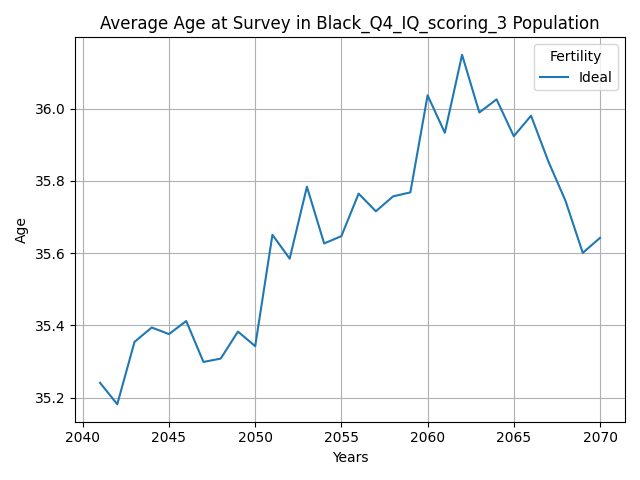 Average Age at Survey in Black_Q4_IQ_scoring_3 Population
Fertility
Ideal
Age
36.0
35.8
35.6
35.4
35.2
2040 2045 2050 2055 2060 2065 2070
Years